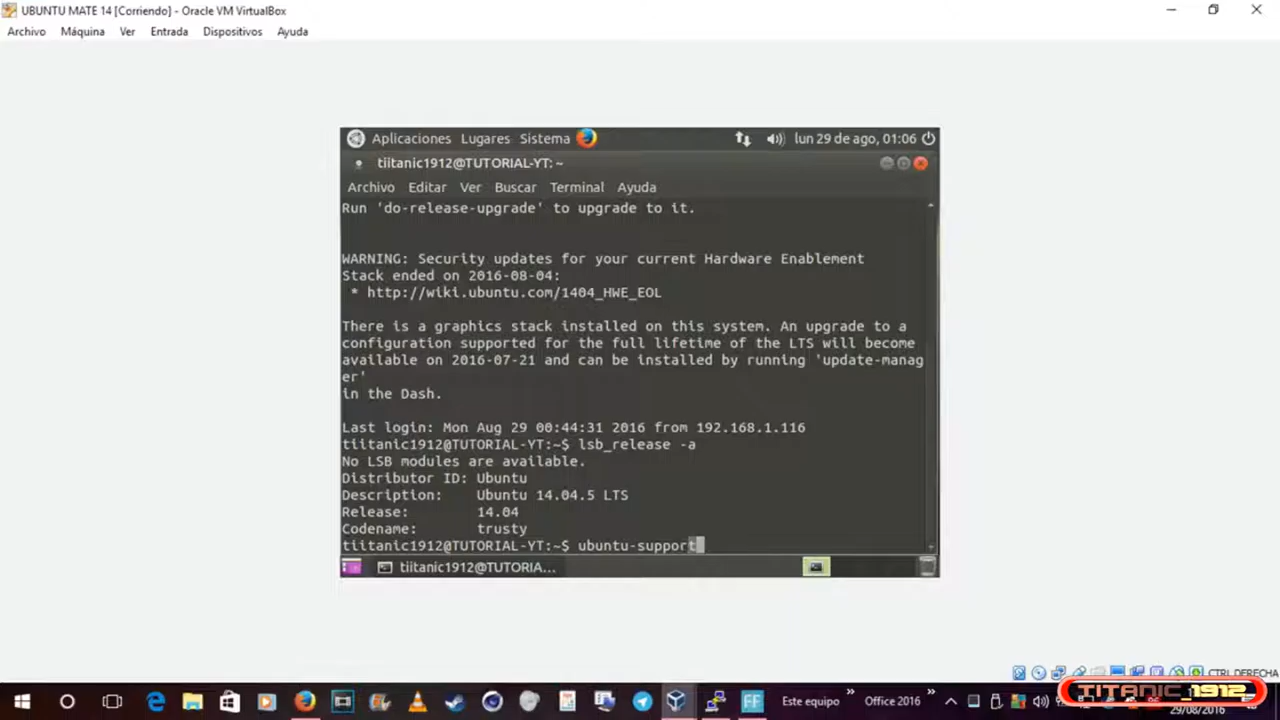 UBUNTU MATE 14 [Corriendo] - Oracle VM VirtualBox
Archivo Máquina Ver Entrada Dispositivos Ayuda
Aplicaciones Lugares Sistema lun 29 de ago, 01:06
tiitanic1912@TUTORIAL-YT: ~
Archivo Editar Ver Buscar Terminal Ayuda
Run 'do-release-upgrade' to upgrade to it.
WARNING: Security updates for your current Hardware Enablement
Stack ended on 2016-08-04:
* http://wiki.ubuntu.com/1404_HWE_EOL
There is a graphics stack installed on this system. An upgrade to a
configuration supported for the full lifetime of the LTS will become
available on 2016-07-21 and can be installed by running 'update-manag
er'
in the Dash.
Last login: Mon Aug 29 00:44:31 2016 from 192.168.1.116
tiitanic1912@TUTORIAL-YT:~$ lsb_release -a
No LSB modules are available.
Distributor ID: Ubuntu
Description: Ubuntu 14.04.5 LTS
Release: 14.04
Codename: trusty
tiitanic1912@TUTORIAL-YT:~$ ubuntu-support
tiitanic1912@TUTORIA...
CTRL DERECHA
FF Este equipo » Office 2016 » TITANIC_1912
29/08/2016